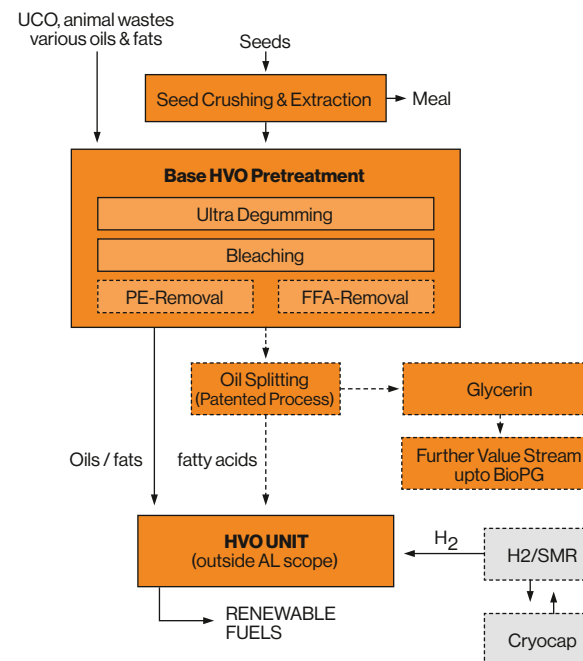 UCO, animal wastes
various oils & fats
Seeds
Seed Crushing & Extraction
Meal
Base HVO Pretreatment
Ultra Degumming
Bleaching
PE-Removal
FFA-Removal
Oil Splitting
(Patented Process)
Glycerin
Further Value Stream
upto BioPG
Oils / fats
fatty acids
HVO UNIT
(outside AL scope)
H2
H2/SMR
RENEWABLE
FUELS
Cryocap